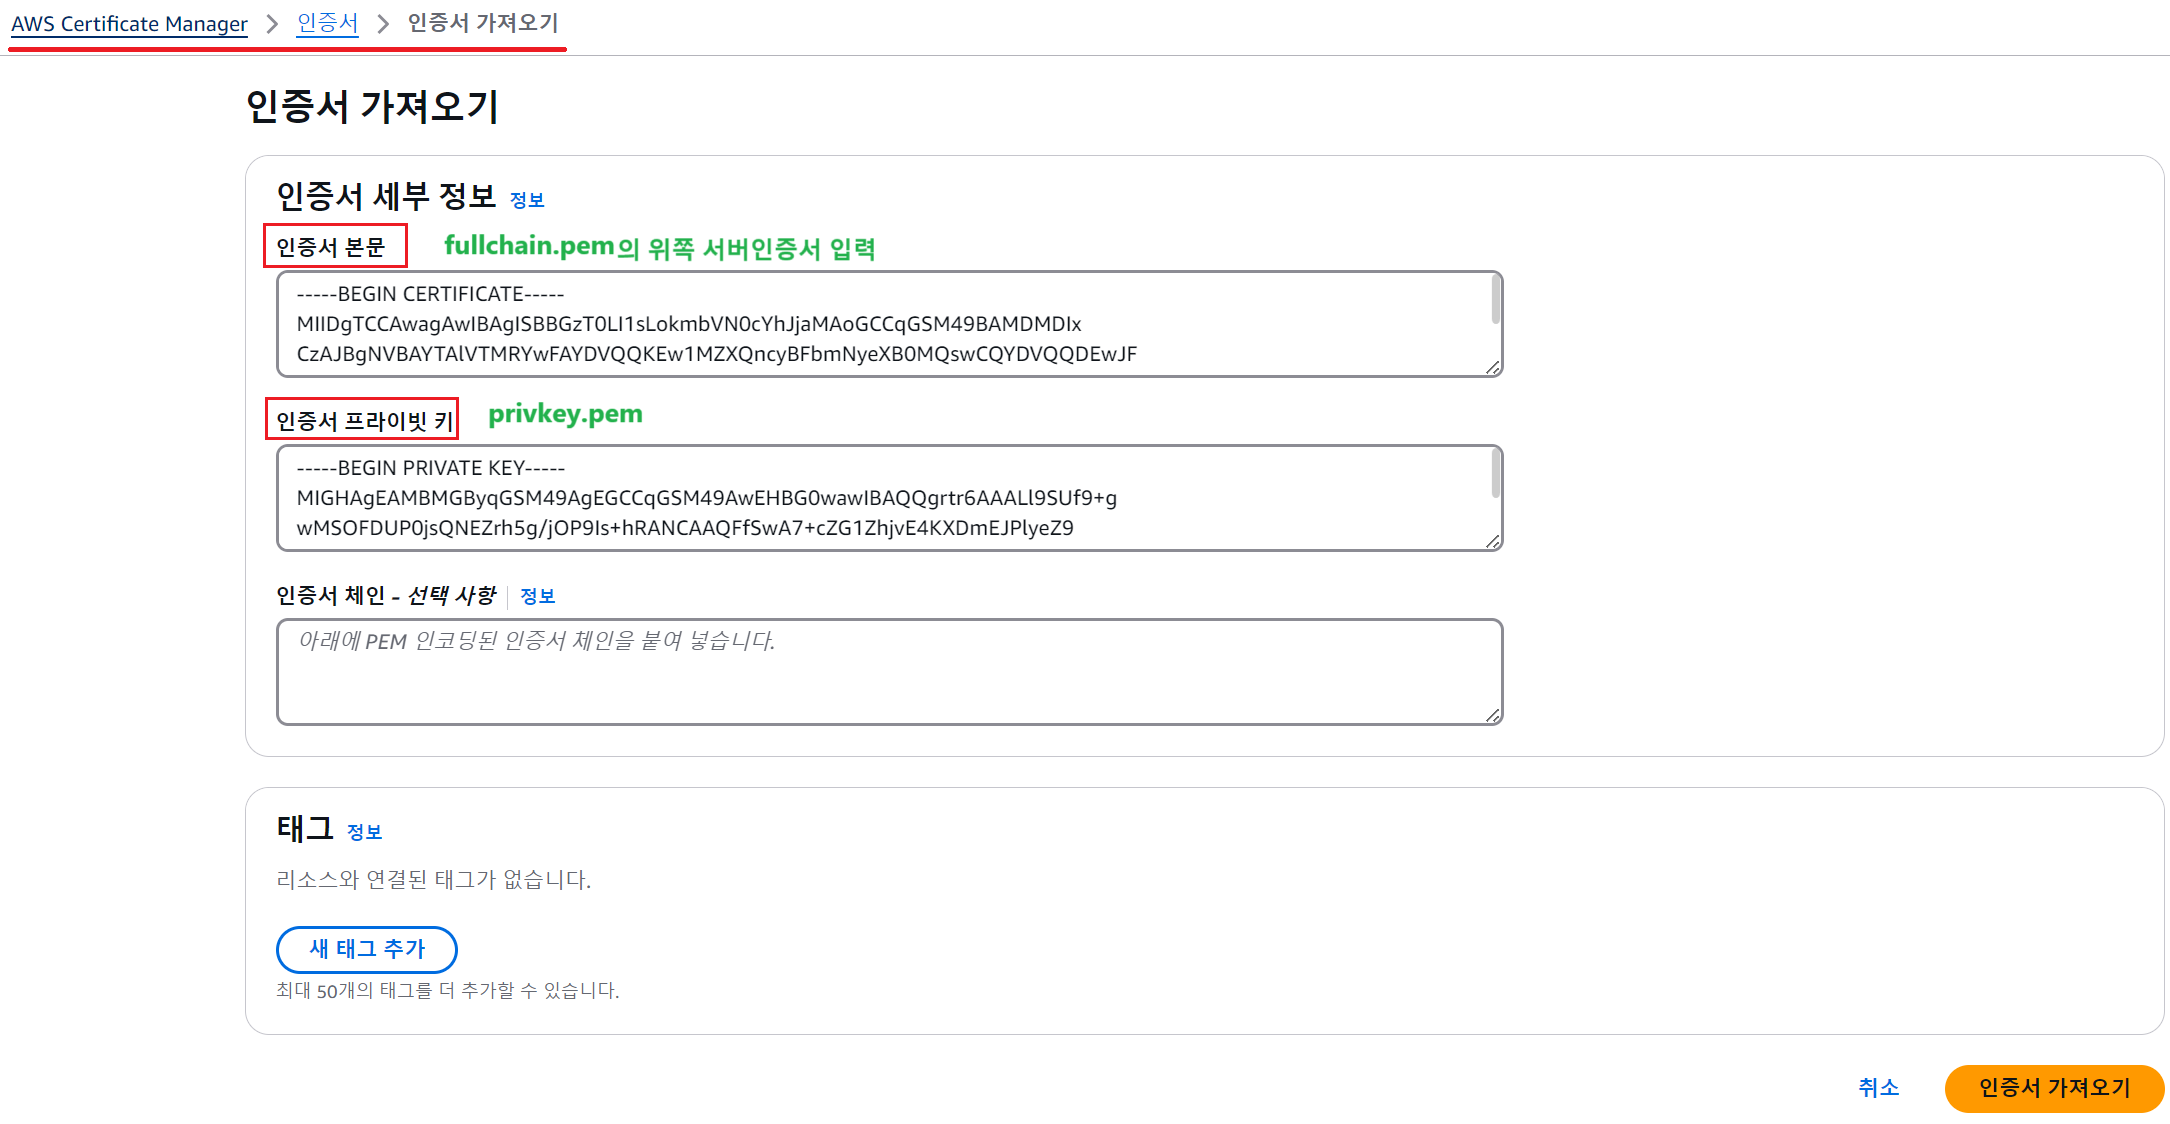 AWS Certificate Manager > 인증서 > 인증서 가져오기
인증서 가져오기
인증서 세부 정보 정보
인증서 본문 fullchain.pem의 위쪽 서버인증서 입력
-----BEGIN CERTIFICATE-----
MIIDgTCCAwagAwIBAgISBBGzT0LI1sLokmbVN0cYhJjaMAoGCCqGSM49BAMDMDIx
CzAJBgNVBAYTAlVTMRYwFAYDVQQKEw1MZXQncyBFbmNyeXB0MQswCQYDVQQDEwJF
인증서 프라이빗 키 privkey.pem
-----BEGIN PRIVATE KEY-----
MIGHAgEAMBMGByqGSM49AgEGCCqGSM49AwEHBG0wawIBAQQgrtr6AAALl9SUf9+g
wMSOFDUP0jsQNEZrh5g/jOP9Is+hRANCAAQFfSwA7+cZG1ZhjvE4KXDmEJPlyeZ9
인증서 체인 - 선택 사항 정보
아래에 PEM 인코딩된 인증서 체인을 붙여 넣습니다.
태그 정보
리소스와 연결된 태그가 없습니다.
새 태그 추가
최대 50개의 태그를 더 추가할 수 있습니다.
취소 인증서 가져오기